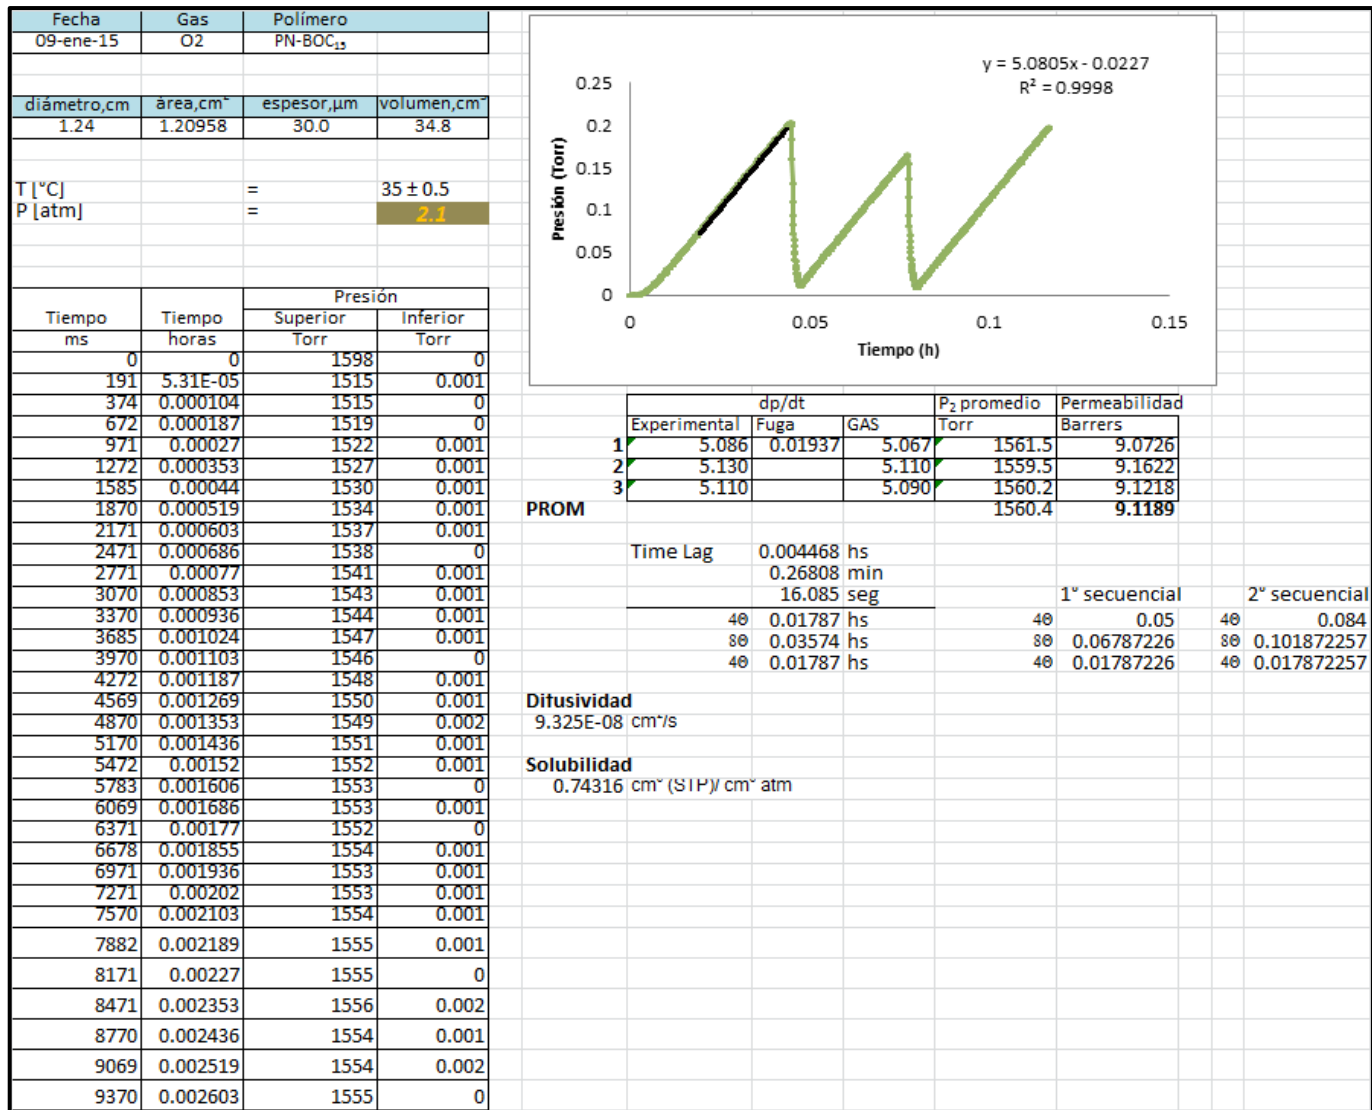 Fecha Gas Polímero
09-ene-15 O2 PN-BOC₁₅
diámetro,cm área,cm² espesor,µm volumen,cm³
1.24 1.20958 30.0 34.8
T [°C] = 35 ± 0.5
P [atm] = 2.1
y = 5.0805x - 0.0227
R² = 0.9998
0.25
0.2
0.15
0.1
0.05
0
Presión (Torr)
0 0.05 0.1 0.15
Tiempo (h)
Presión
Tiempo Tiempo Superior Inferior
ms horas Torr Torr
0 0 1598 0
191 5.31E-05 1515 0.001
374 0.000104 1515 0
672 0.000187 1519 0
971 0.00027 1522 0.001
1272 0.000353 1527 0.001
1585 0.00044 1530 0.001
1870 0.000519 1534 0.001
2171 0.000603 1537 0.001
2471 0.000686 1538 0
2771 0.00077 1541 0.001
3070 0.000853 1543 0.001
3370 0.000936 1544 0.001
3685 0.001024 1547 0.001
3970 0.001103 1546 0
4272 0.001187 1548 0.001
4569 0.001269 1550 0.001
4870 0.001353 1549 0.002
5170 0.001436 1551 0.001
5472 0.00152 1552 0.001
5783 0.001606 1553 0
6069 0.001686 1553 0.001
6371 0.00177 1552 0
6678 0.001855 1554 0.001
6971 0.001936 1553 0.001
7271 0.00202 1553 0.001
7570 0.002103 1554 0.001
7882 0.002189 1555 0.001
8171 0.00227 1555 0
8471 0.002353 1556 0.002
8770 0.002436 1554 0.001
9069 0.002519 1554 0.002
9370 0.002603 1555 0
dp/dt P₂ promedio Permeabilidad
Experimental Fuga GAS Torr Barrers
1 5.086 0.01937 5.067 1561.5 9.0726
2 5.130 5.110 1559.5 9.1622
3 5.110 5.090 1560.2 9.1218
PROM 1560.4 9.1189
Time Lag 0.004468 hs
0.26808 min
16.085 seg 1° secuencial 2° secuencial
4Θ 0.01787 hs 4Θ 0.05 4Θ 0.084
8Θ 0.03574 hs 8Θ 0.06787226 8Θ 0.101872257
4Θ 0.01787 hs 4Θ 0.01787226 4Θ 0.017872257
Difusividad
9.325E-08 cm²/s
Solubilidad
0.74316 cm³ (STP)/ cm³ atm